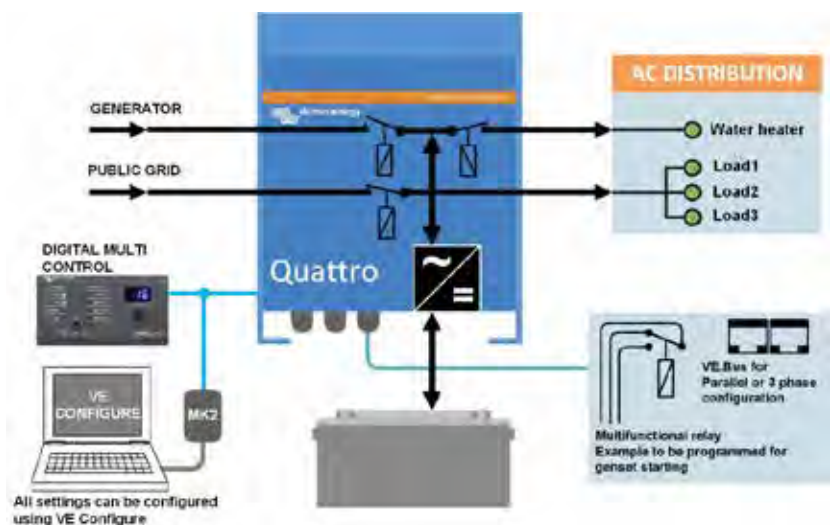 AC DISTRIBUTION
GENERATOR
victron energy
Water heater
PUBLIC GRID
Load1
Load2
Load3
DIGITAL MULTI
CONTROL
Quattro
VE
CONFIGURE
MK2
VE.Bus for
Parallel or 3 phase
configuration
Multifunctional relay
Example to be programmed for
genset starting
All settings can be configured
using VE Configure